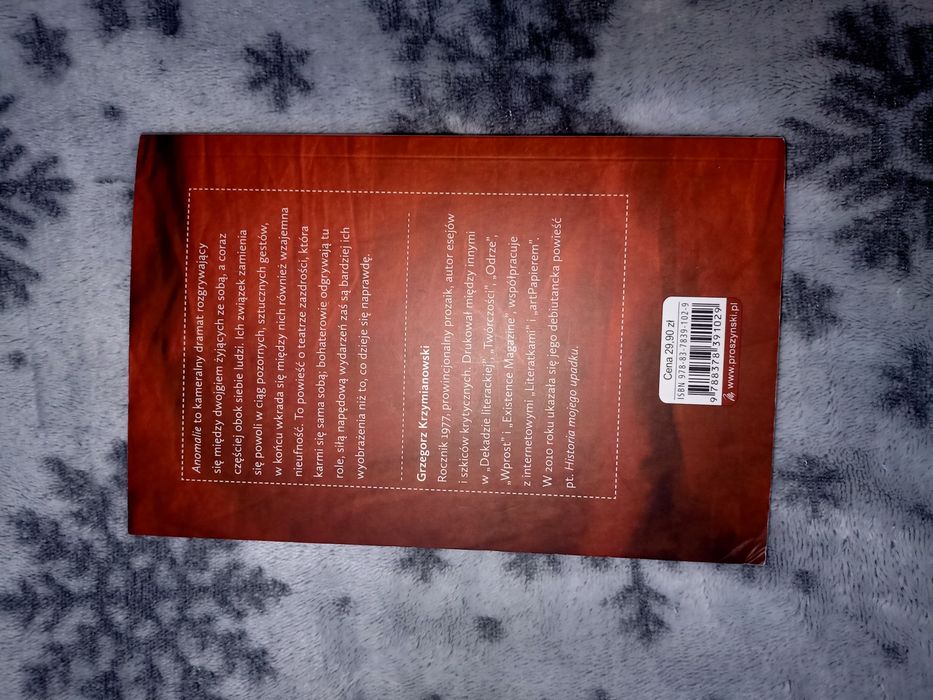 Anomalie to kameralny dramat rozgrywający
się między dwojgiem żyjących ze sobą, a coraz
częściej obok siebie ludzi. Ich związek zamienia
się powoli w ciąg pozornych, sztucznych gestów,
w końcu wkrada się między nich również wzajemna
nieufność. To powieść o teatrze zazdrości, która
karmi się sama sobą; bohaterowie odgrywają tu
role, siłą napędową wydarzeń zaś są bardziej ich
wyobrażenia niż to, co dzieje się naprawdę.
Grzegorz Krzymianowski
Rocznik 1977, prowincjonalny prozaik, autor esejów
i szkiców krytycznych. Drukował między innymi
w „Dekadzie literackiej”, „Twórczości”, „Odrze”,
„Wprost” i „Existence Magazine”, współpracuje
z internetowymi „Literatkami” i „artPapierem”.
W 2010 roku ukazała się jego debiutancka powieść
pt. Historia mojego upadku.
Cena 29,90 zł
ISBN 978-83-7839-102-9
9 788378 391029
www.proszynski.pl